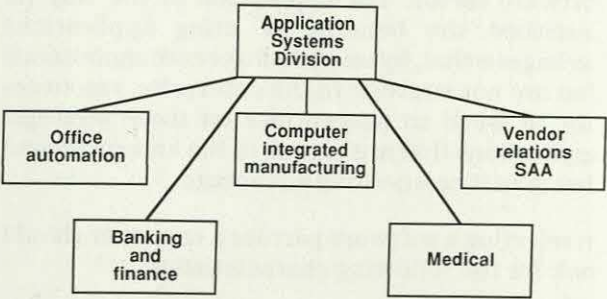 Application
Systems
Division
Office
automation
Computer
integrated
manufacturing
Vendor
relations
SAA
Banking
and
finance
Medical